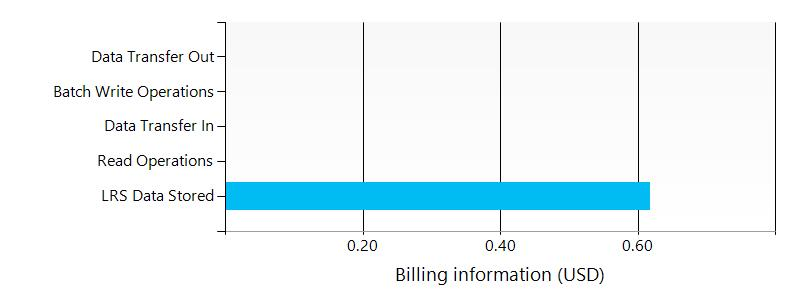 Data Transfer Out
Batch Write Operations
Data Transfer In
Read Operations
LRS Data Stored
0.20 0.40 0.60
Billing information (USD)